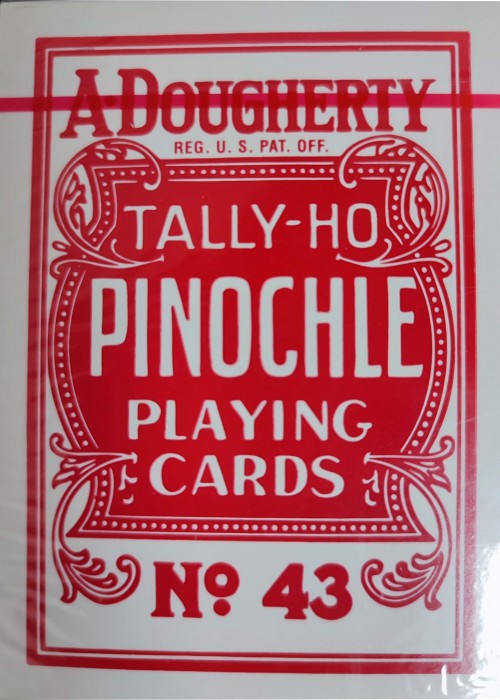 A·DOUGHERTY
REG. U. S. PAT. OFF.
TALLY-HO
PINOCHLE
PLAYING
CARDS
Nº 43